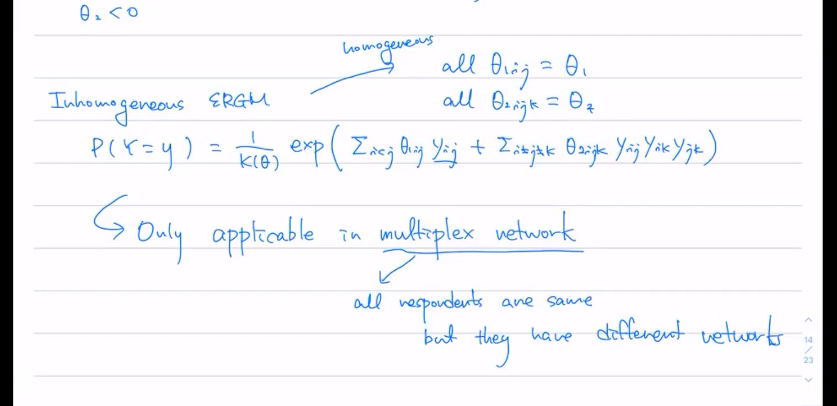 θ₂ < 0
homogeneous
all θ₁ᵢⱼ = θ₁
Inhomogeneous ERGM
all θ₂ᵢⱼₖ = θ₂
P(Y=y) = 1/K(θ) exp( Σᵢ<ⱼ θ₁ᵢⱼ yᵢⱼ + Σᵢ<ⱼ<ₖ θ₂ᵢⱼₖ yᵢⱼ yᵢₖ yⱼₖ )
Only applicable in multiplex network
all respondents are same
but they have different networks
14
/
23